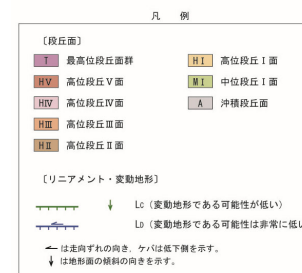 凡 例
〔段丘面〕
T 最高位段丘面群
HⅤ 高位段丘Ⅴ面
HⅣ 高位段丘Ⅳ面
HⅢ 高位段丘Ⅲ面
HⅡ 高位段丘Ⅱ面
HⅠ 高位段丘Ⅰ面
MⅠ 中位段丘Ⅰ面
A 沖積段丘面
〔リニアメント・変動地形〕
LC（変動地形である可能性が低い）
LD（変動地形である可能性は非常に低い
は走向ずれの向き、ケバは低下側を示す。
↓ は地形面の傾斜の向きを示す。